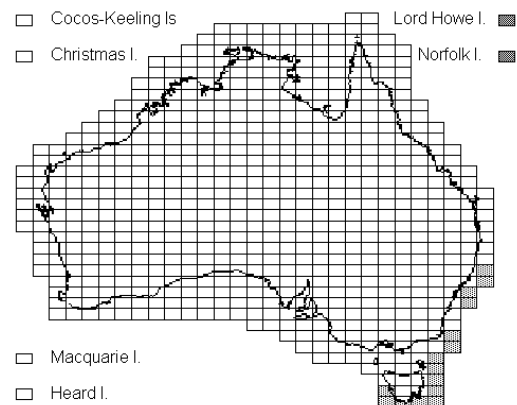 Cocos-Keeling Is
Lord Howe I.
Christmas I.
Norfolk I.
Macquarie I.
Heard I.